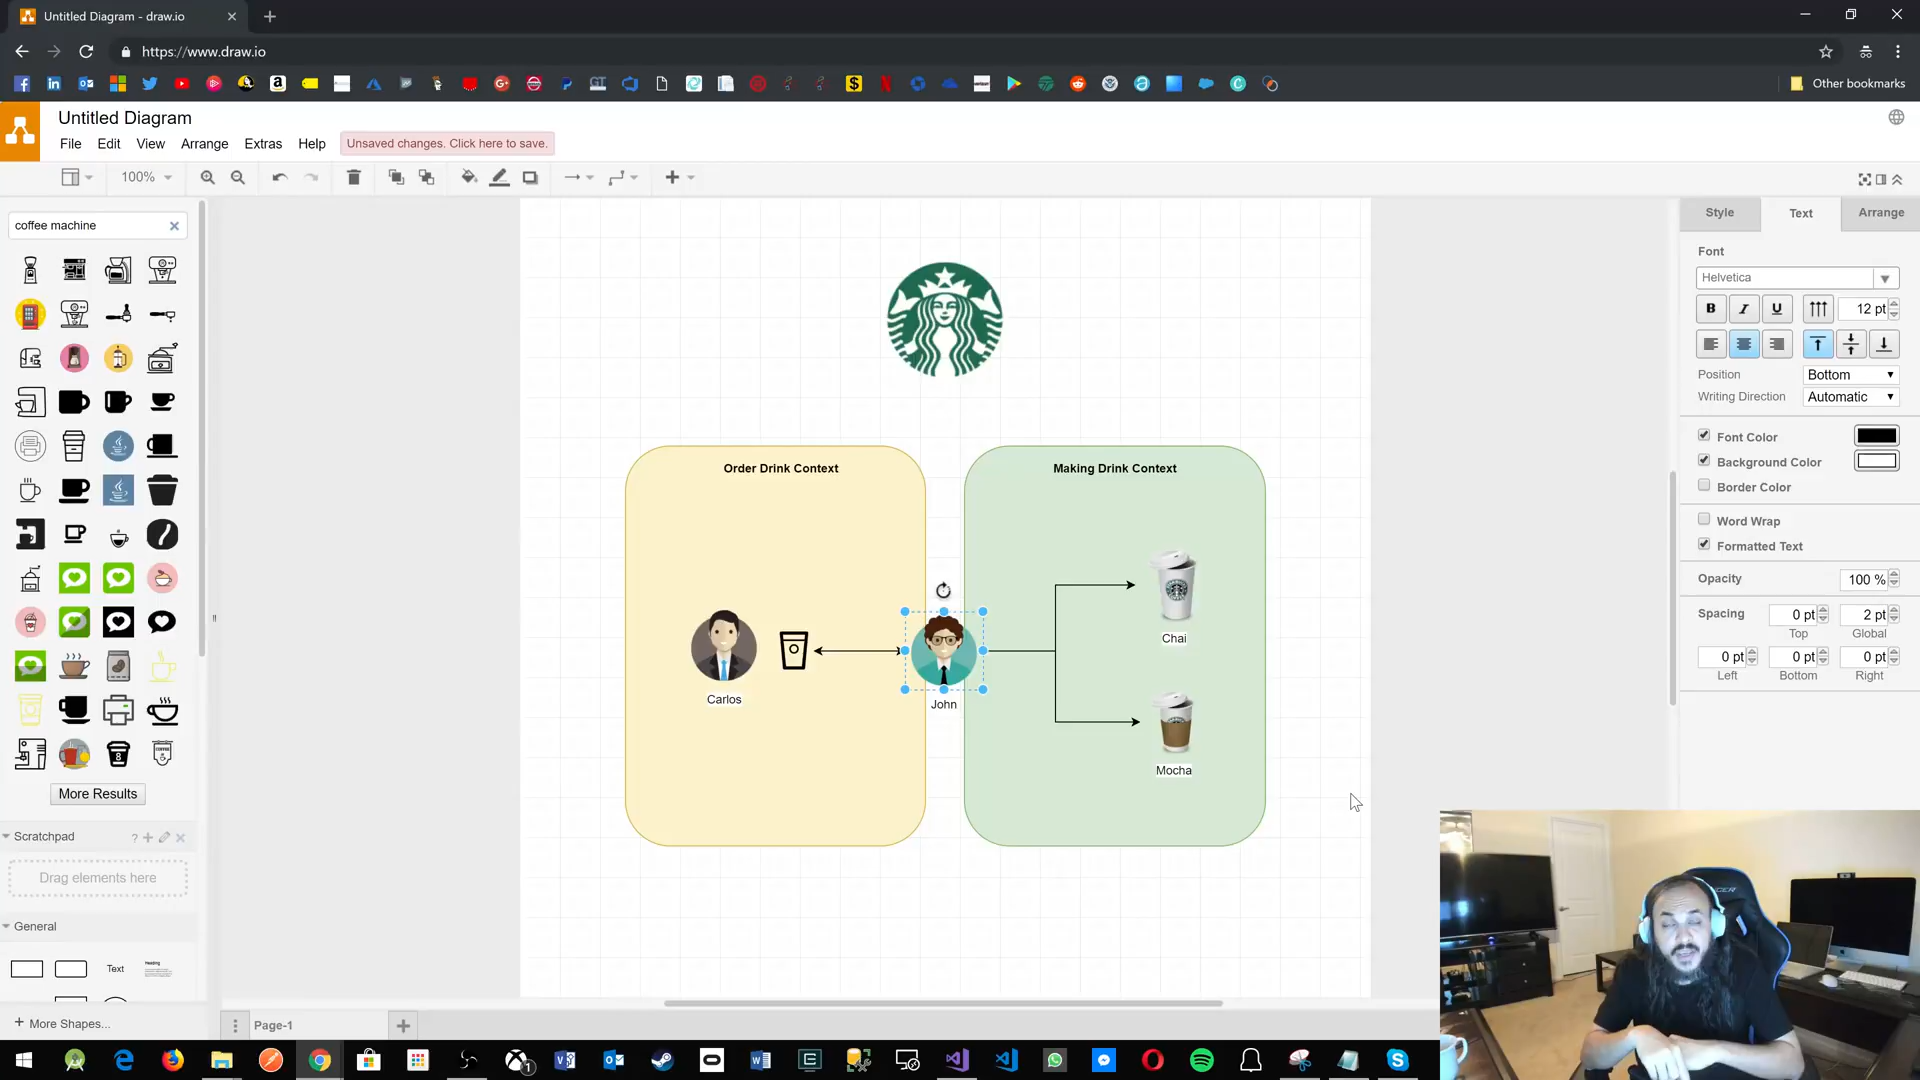 Untitled Diagram - draw.io
https://www.draw.io
Other bookmarks
Untitled Diagram
File Edit View Arrange Extras Help Unsaved changes. Click here to save.
100%
coffee machine
Style Text Arrange
Font
Helvetica
B I U 12 pt
Position Bottom
Writing Direction Automatic
Font Color
Background Color
Border Color
Word Wrap
Formatted Text
Opacity 100 %
Spacing 0 pt 2 pt
Top Global
0 pt 0 pt 0 pt
Left Bottom Right
Order Drink Context
Making Drink Context
Chai
Carlos
John
Mocha
More Results
Scratchpad ?
Drag elements here
General
Text Heading
More Shapes...
Page-1